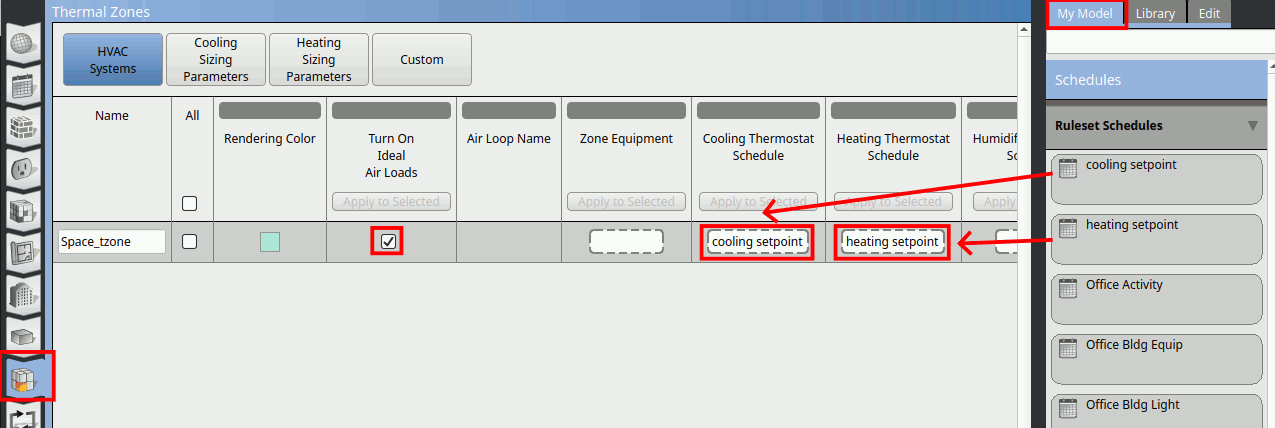 Thermal Zones
My Model
Library
Edit
HVAC
Systems
Cooling
Sizing
Parameters
Heating
Sizing
Parameters
Custom
Schedules
Ruleset Schedules
Name
All
Rendering Color
Turn On
Ideal
Air Loads
Air Loop Name
Zone Equipment
Cooling Thermostat
Schedule
Heating Thermostat
Schedule
Humidif
Sc
Apply to Selected
Apply to Selected
Apply to Selected
Apply to Selected
Apply
Space_tzone
cooling setpoint
heating setpoint
cooling setpoint
heating setpoint
Office Activity
Office Bldg Equip
Office Bldg Light